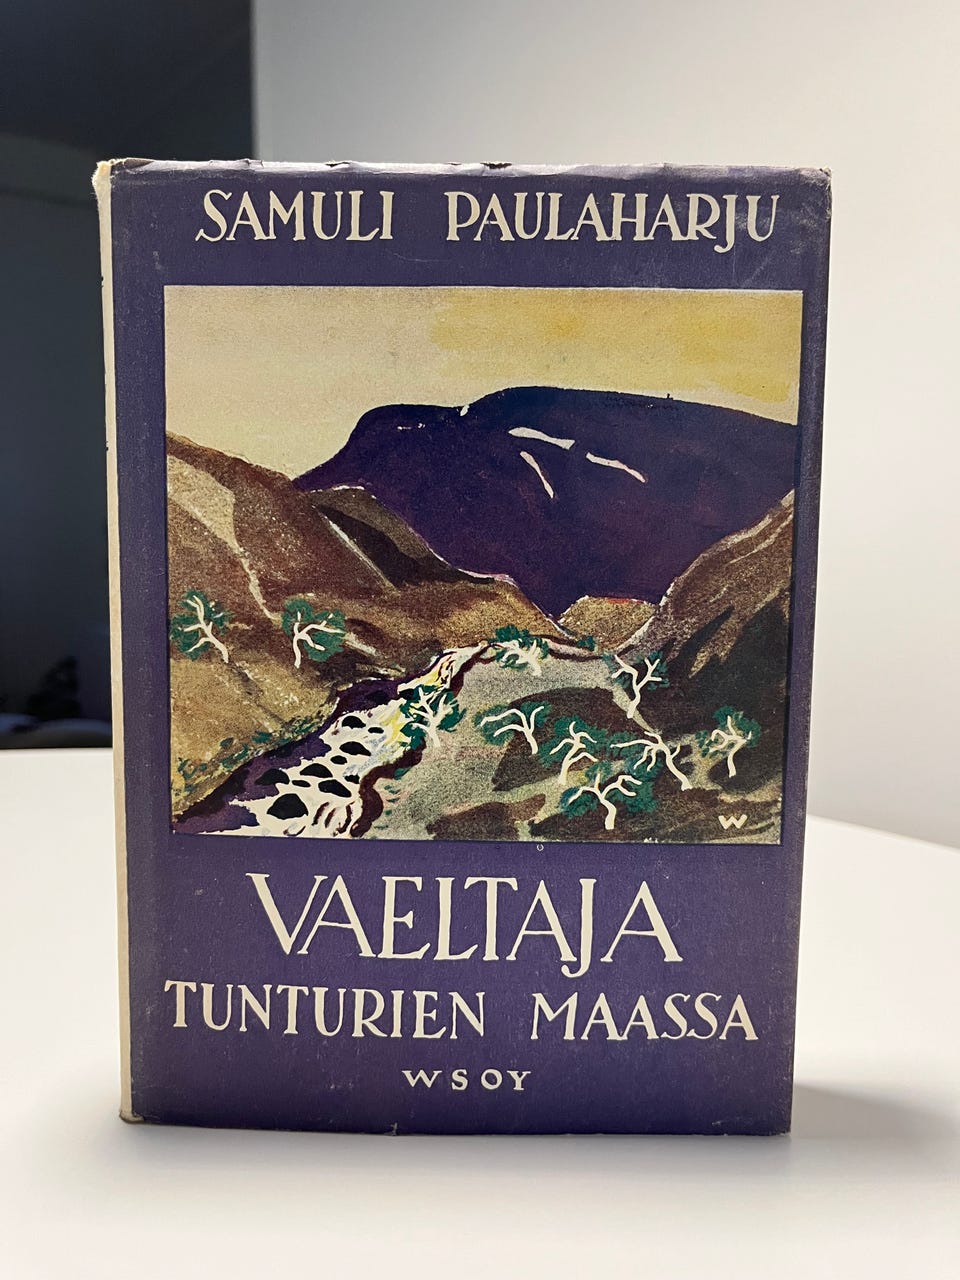 SAMULI PAULAHARJU
W
VAELTAJA
TUNTURIEN MAASSA
WSOY